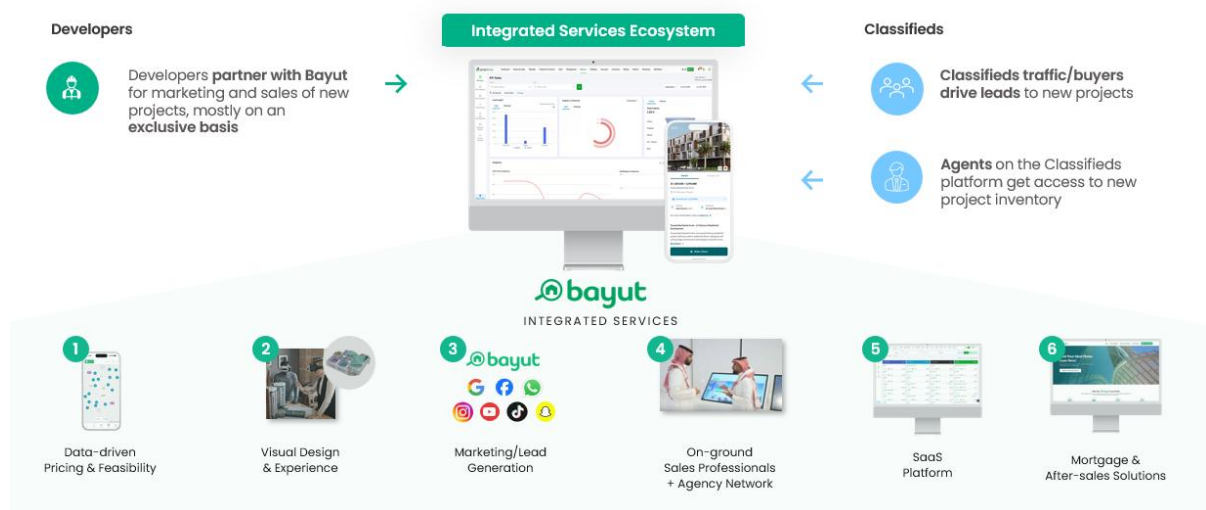 Developers
Integrated Services Ecosystem
Classifieds
Developers partner with Bayut
for marketing and sales of new
projects, mostly on an
exclusive basis
Classifieds traffic/buyers
drive leads to new projects
Agents on the Classifieds
platform get access to new
project inventory
bayut
INTEGRATED SERVICES
1
2
3
4
5
6
bayut
Data-driven
Pricing & Feasibility
Visual Design
& Experience
Marketing/Lead
Generation
On-ground
Sales Professionals
+ Agency Network
SaaS
Platform
Mortgage &
After-sales Solutions